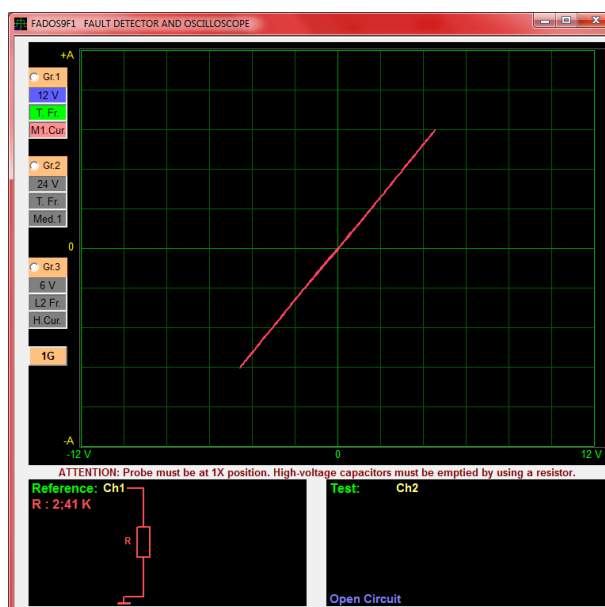 FADOS9F1 FAULT DETECTOR AND OSCILLOSCOPE
+A
Gr.1
12 V
T. Fr.
M1.Cur.
Gr.2
24 V
T. Fr.
Med.1
0
Gr.3
6 V
L2 Fr.
H.Cur.
1G
-A
-12 V 0 12 V
ATTENTION: Probe must be at 1X position. High-voltage capacitors must be emptied by using a resistor.
Reference: Ch1
R : 2;41 K
R
Test: Ch2
Open Circuit